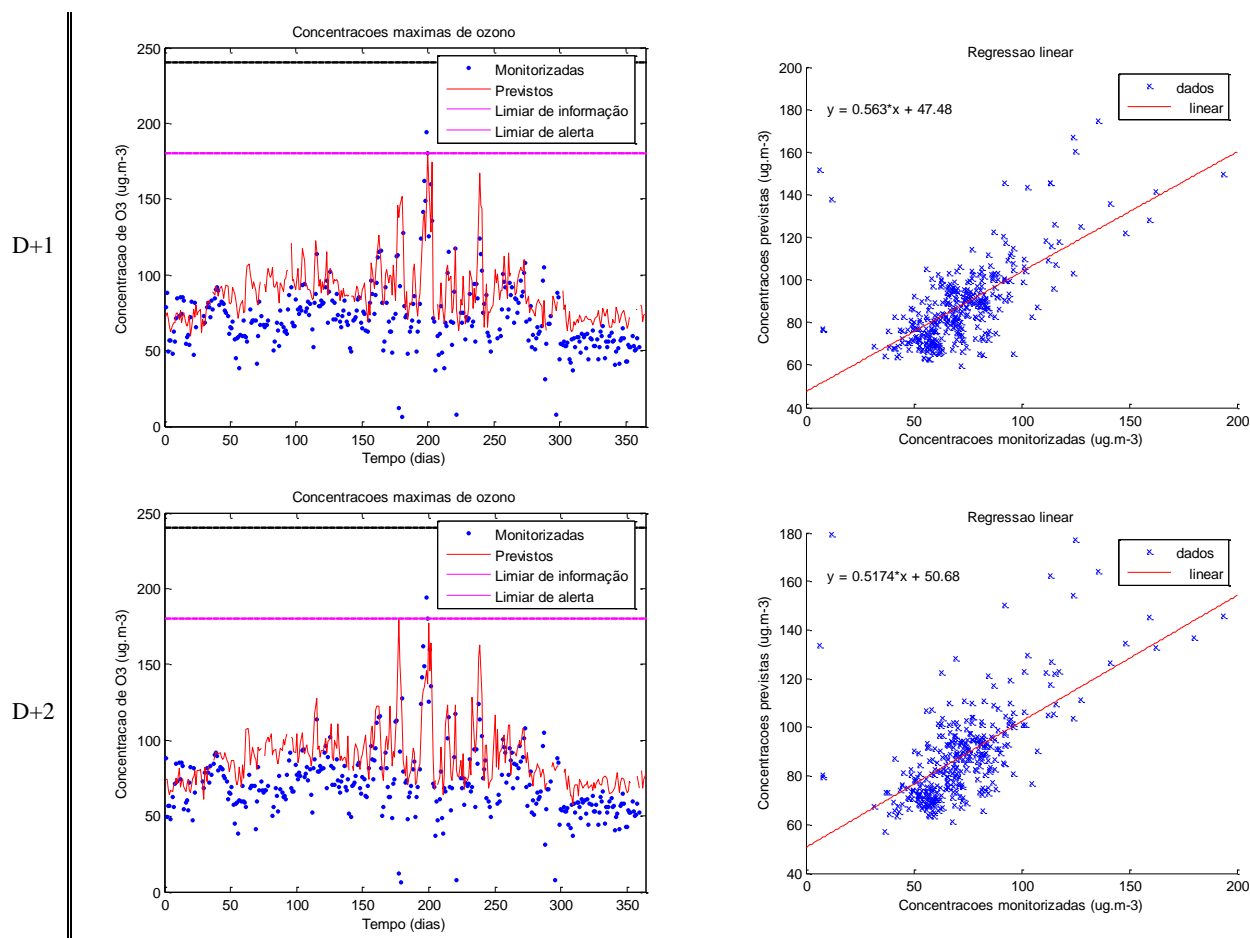 D+1
Concentracoes maximas de ozono
250
200
150
100
50
0
0 50 100 150 200 250 300 350
Concentracao de O3 (ug.m-3)
Tempo (dias)
Monitorizadas
Previstos
Limiar de informação
Limiar de alerta
Regressao linear
200
180
160
140
120
100
80
60
40
0 50 100 150 200
Concentracoes previstas (ug.m-3)
Concentracoes monitorizadas (ug.m-3)
y = 0.563*x + 47.48
dados
linear
D+2
Concentracoes maximas de ozono
250
200
150
100
50
0
0 50 100 150 200 250 300 350
Concentracao de O3 (ug.m-3)
Tempo (dias)
Monitorizadas
Previstos
Limiar de informação
Limiar de alerta
Regressao linear
180
160
140
120
100
80
60
40
0 50 100 150 200
Concentracoes previstas (ug.m-3)
Concentracoes monitorizadas (ug.m-3)
y = 0.5174*x + 50.68
dados
linear